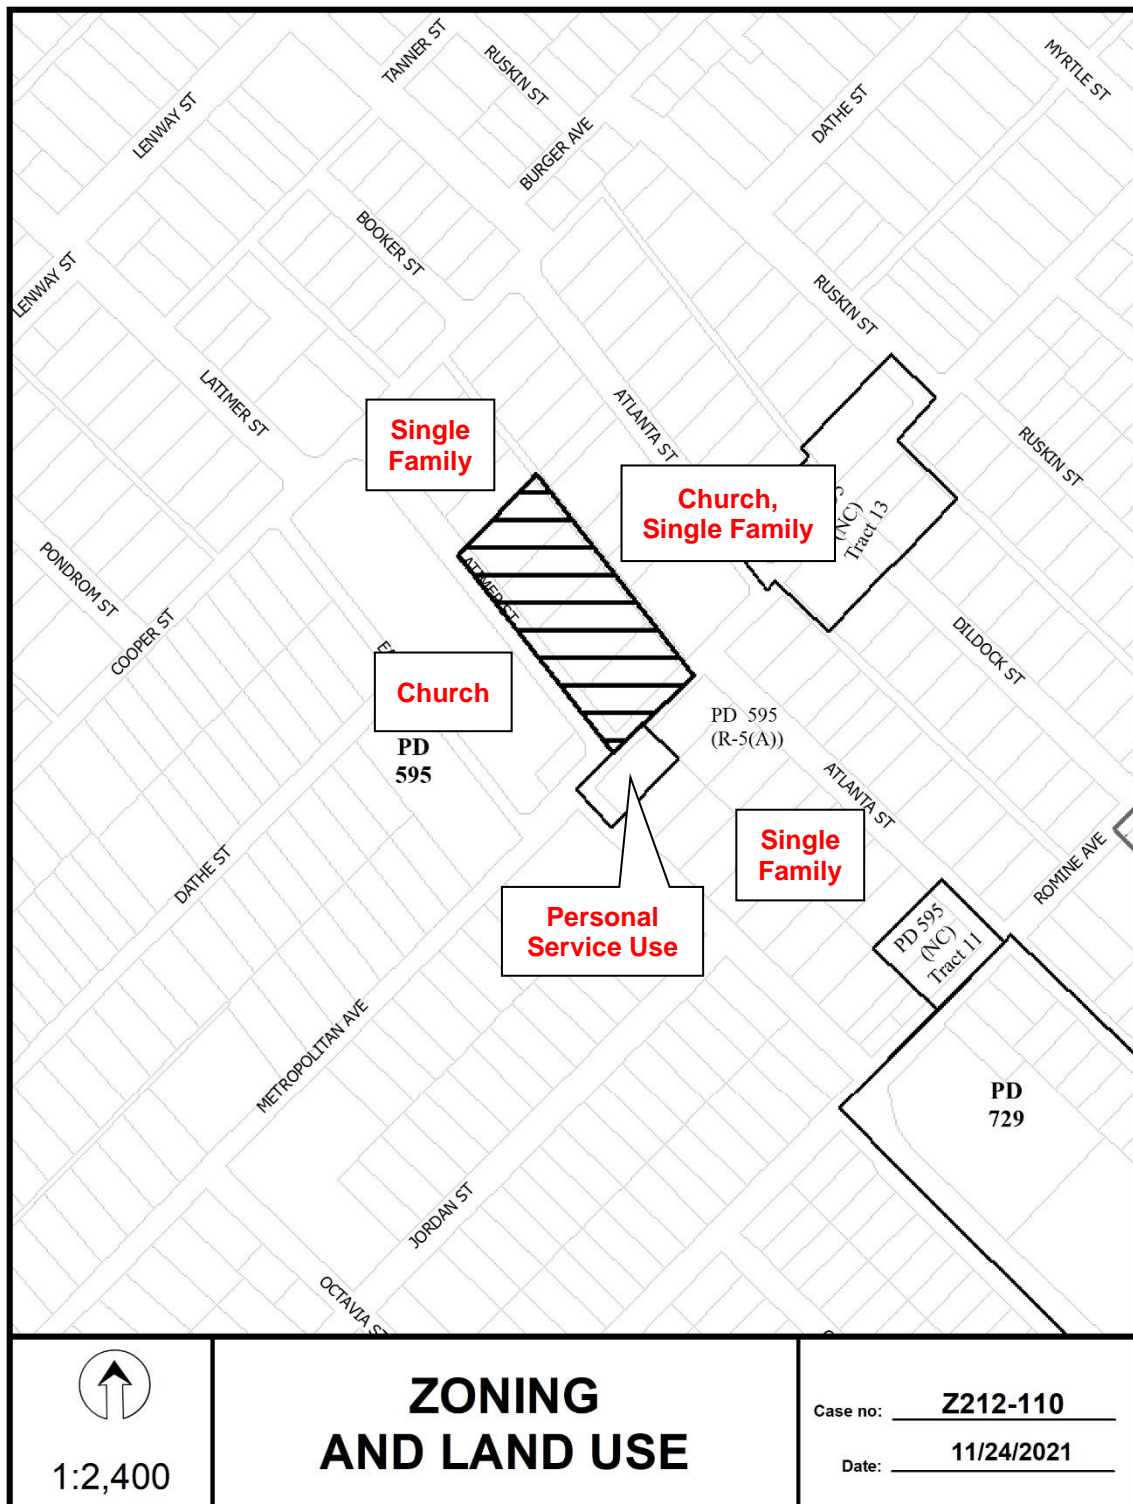 TANNER ST
RUSKIN ST
MYRTLE ST
LENWAY ST
DATHE ST
BURGER AVE
BOOKER ST
LENWAY ST
RUSKIN ST
LATIMER ST
ATLANTA ST
Single
Family
RUSKIN ST
Church,
Single Family
(NC)
Tract 13
PONDROM ST
LATIMER ST
COOPER ST
DILDOCK ST
Church
PD
595
PD 595
(R-5(A))
ATLANTA ST
DATHE ST
Single
Family
ROMINE AVE
Personal
Service Use
PD 595
(NC)
Tract 11
METROPOLITAN AVE
PD
729
JORDAN ST
OCTAVIA ST
1:2,400
ZONING
AND LAND USE
Case no: Z212-110
Date: 11/24/2021